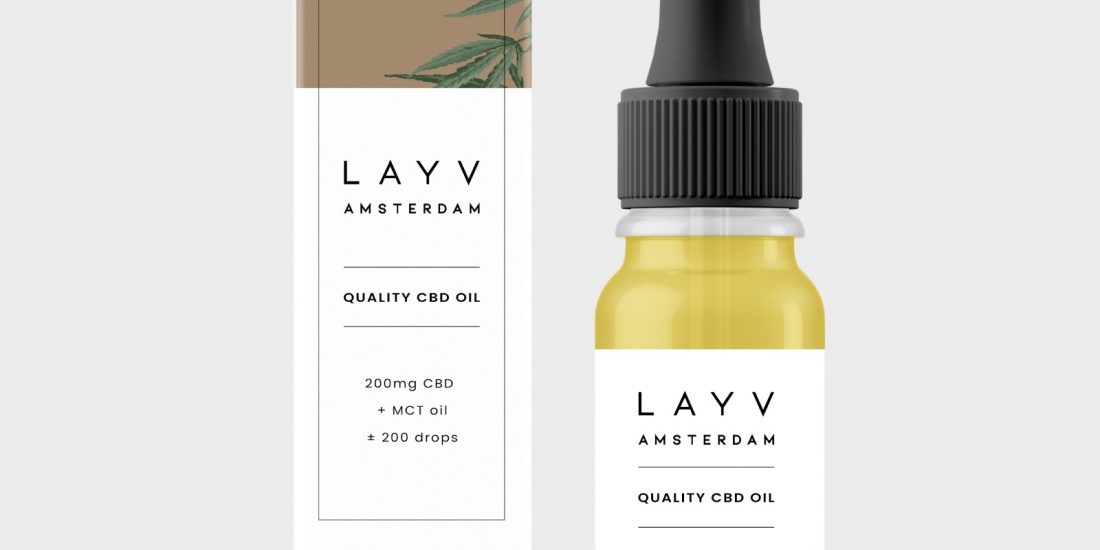 LAYV
AMSTERDAM
QUALITY CBD OIL
200mg CBD
+ MCT oil
± 200 drops
LAYV
AMSTERDAM
QUALITY CBD OIL